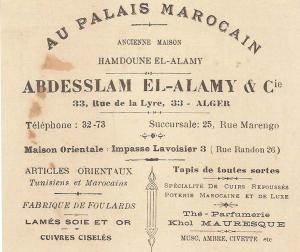 AU PALAIS MAROCAIN
ANCIENNE MAISON
HAMDOUNE EL-ALAMY
ABDESSLAM EL-ALAMY & Cie
33, Rue de la Lyre, 33 - ALGER
Téléphone : 32-73 Succursale: 25, Rue Marengo
Maison Orientale : Impasse Lavoisier 3 ( Rue Randon 26 )
ARTICLES ORIENTAUX
Tunisiens et Marocains
FABRIQUE DE FOULARDS
LAMÉS SOIE ET OR
CUIVRES CISELÉS
Tapis de toutes sortes
SPÉCIALITÉ DE CUIRS REPOUSSÉS
POTERIE MAROCAINE ET DE LUXE
Thé - Parfumerie
Khol MAURESQUE
MUSC, AMBRE, CIVETTE etc